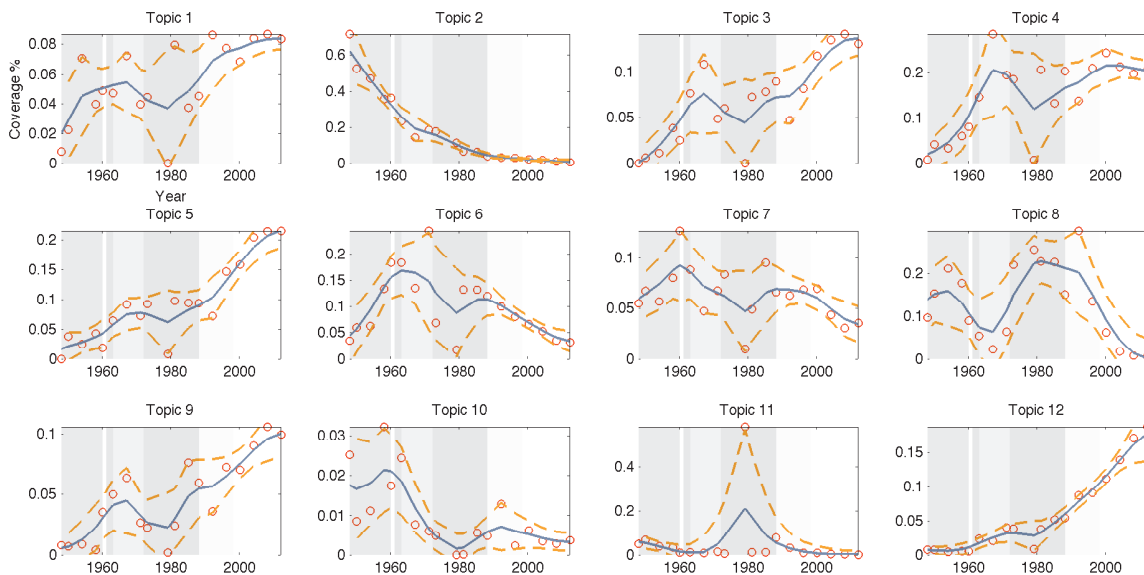 Topic 1 Topic 2 Topic 3 Topic 4
0.08 0.8 0.1 0.2
0.06 0.6
0.04 0.4 0.05 0.1
0.02 0.2
0 0 0 0
Coverage %
1960 1980 2000 1960 1980 2000 1960 1980 2000 1960 1980 2000
Year
Topic 5 Topic 6 Topic 7 Topic 8
0.2 0.2 0.1 0.2
0.15 0.15
0.1 0.1 0.05 0.1
0.05 0.05
0 0 0 0
1960 1980 2000 1960 1980 2000 1960 1980 2000 1960 1980 2000
Topic 9 Topic 10 Topic 11 Topic 12
0.1 0.03 0.4 0.15
0.05 0.02 0.2 0.1
0.01 0.05
0 0 0 0
1960 1980 2000 1960 1980 2000 1960 1980 2000 1960 1980 2000